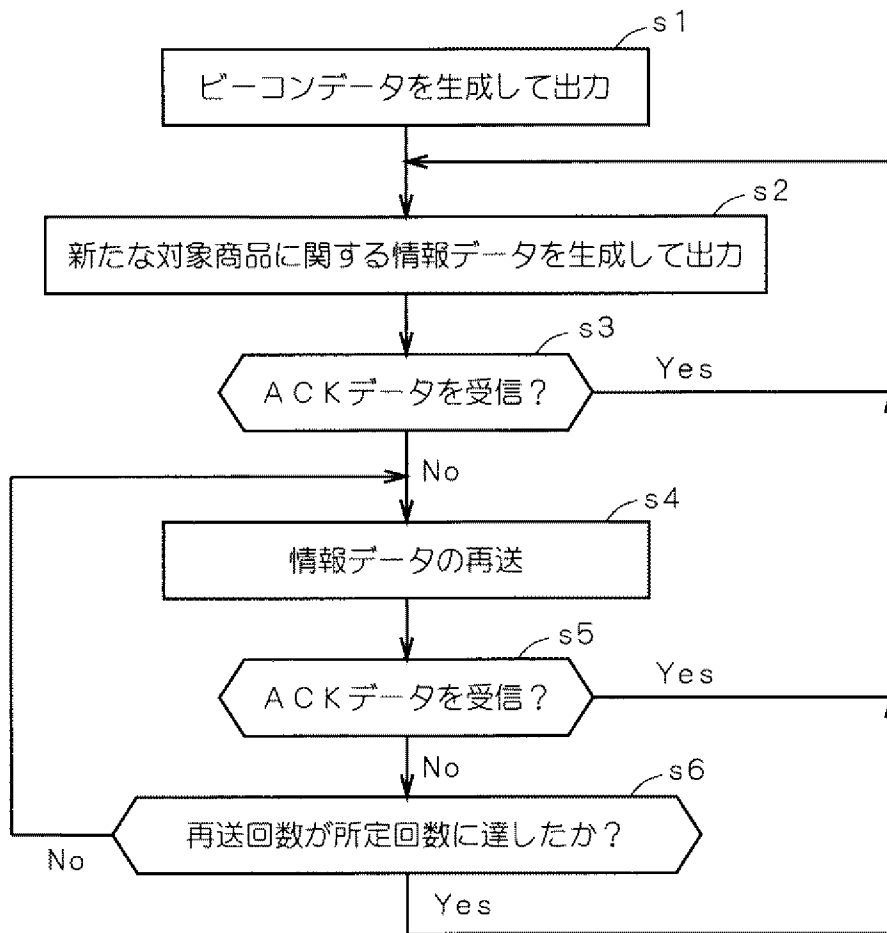 s1
ビーコンデータを生成して出力
s2
新たな対象商品に関する情報データを生成して出力
s3
ACKデータを受信?
Yes
No
s4
情報データの再送
s5
ACKデータを受信?
Yes
No
s6
再送回数が所定回数に達したか?
No
Yes